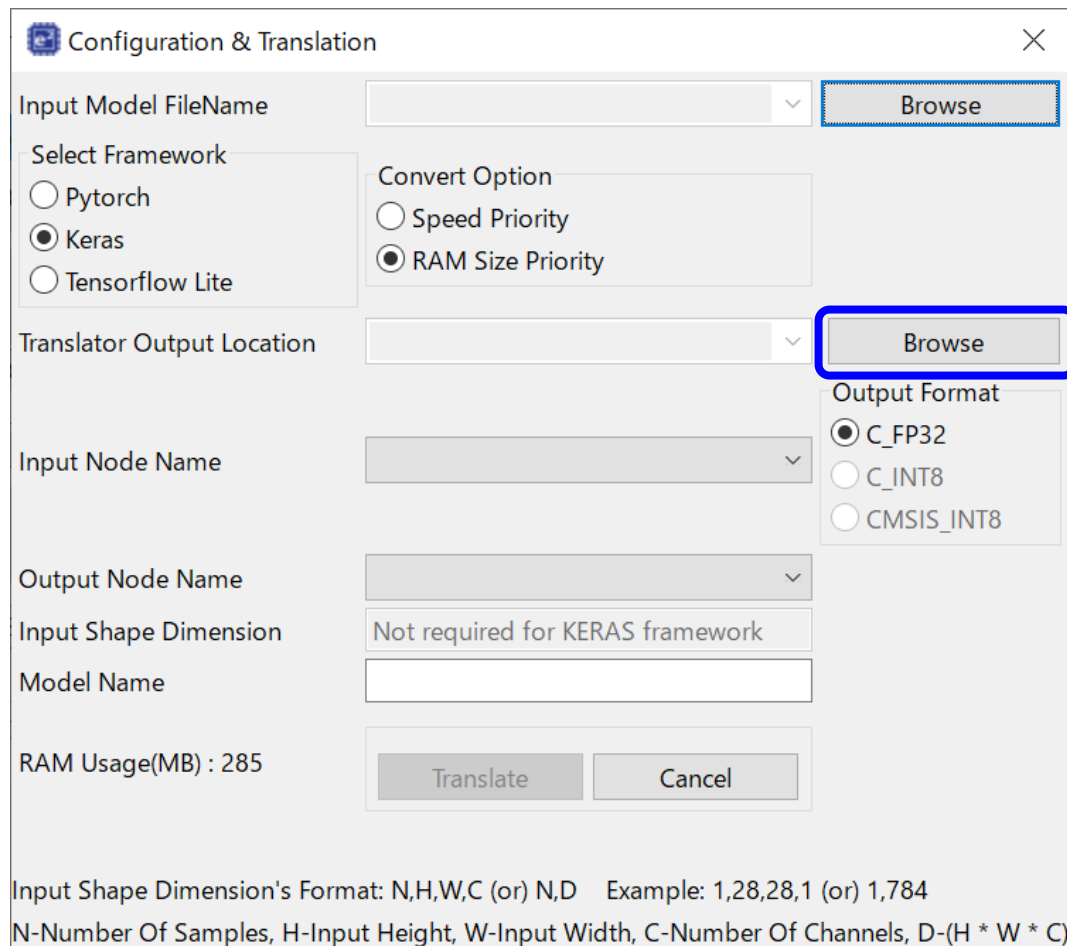 Configuration & Translation
Input Model FileName
Browse
Select Framework
Pytorch
Keras
Tensorflow Lite
Convert Option
Speed Priority
RAM Size Priority
Translator Output Location
Browse
Output Format
C_FP32
C_INT8
CMSIS_INT8
Input Node Name
Output Node Name
Input Shape Dimension
Not required for KERAS framework
Model Name
RAM Usage(MB) : 285
Translate
Cancel
Input Shape Dimension's Format: N,H,W,C (or) N,D Example: 1,28,28,1 (or) 1,784
N-Number Of Samples, H-Input Height, W-Input Width, C-Number Of Channels, D-(H * W * C)